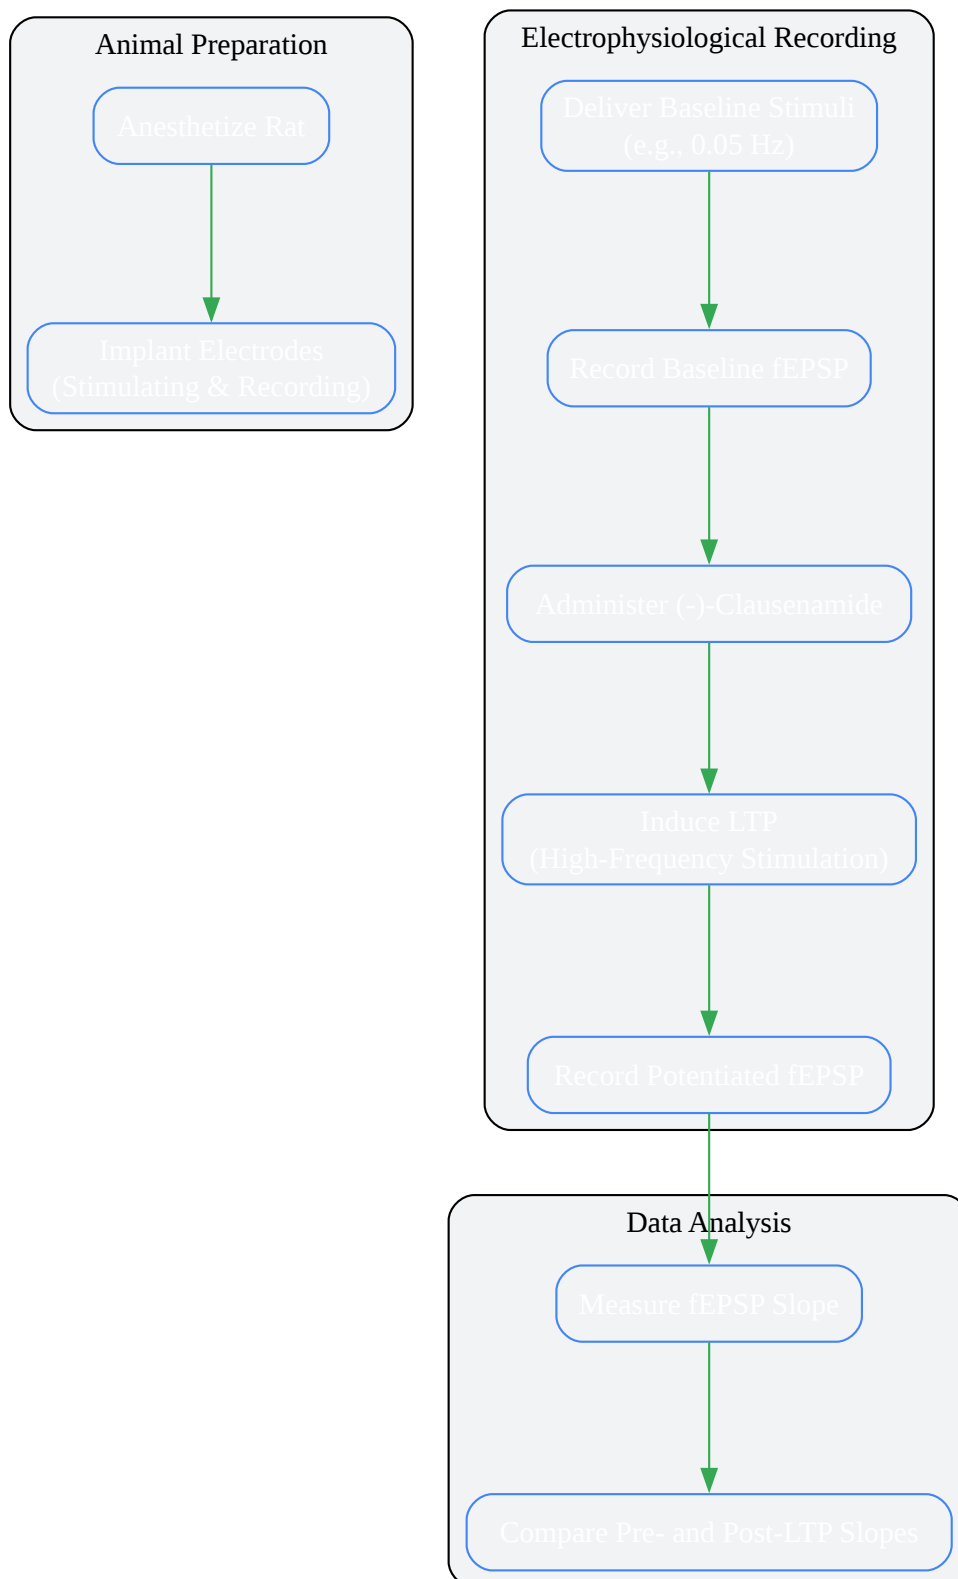 Animal Preparation
Anesthetize Rat
Implant Electrodes
(Stimulating & Recording)
Electrophysiological Recording
Deliver Baseline Stimuli
(e.g., 0.05 Hz)
Record Baseline fEPSP
Administer (-)-Clausenamide
Induce LTP
(High-Frequency Stimulation)
Record Potentiated fEPSP
Data Analysis
Measure fEPSP Slope
Compare Pre- and Post-LTP Slopes